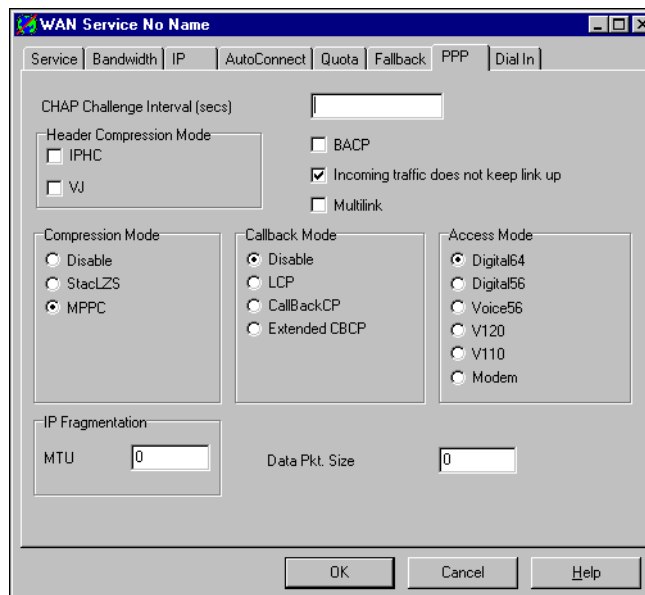 WAN Service No Name
Service Bandwidth IP AutoConnect Quota Fallback PPP Dial In
CHAP Challenge Interval (secs)
Header Compression Mode
IPHC
VJ
BACP
Incoming traffic does not keep link up
Multilink
Compression Mode
Disable
StacLZS
MPPC
Callback Mode
Disable
LCP
CallBackCP
Extended CBCP
Access Mode
Digital64
Digital56
Voice56
V120
V110
Modem
IP Fragmentation
MTU 0
Data Pkt. Size 0
OK Cancel Help